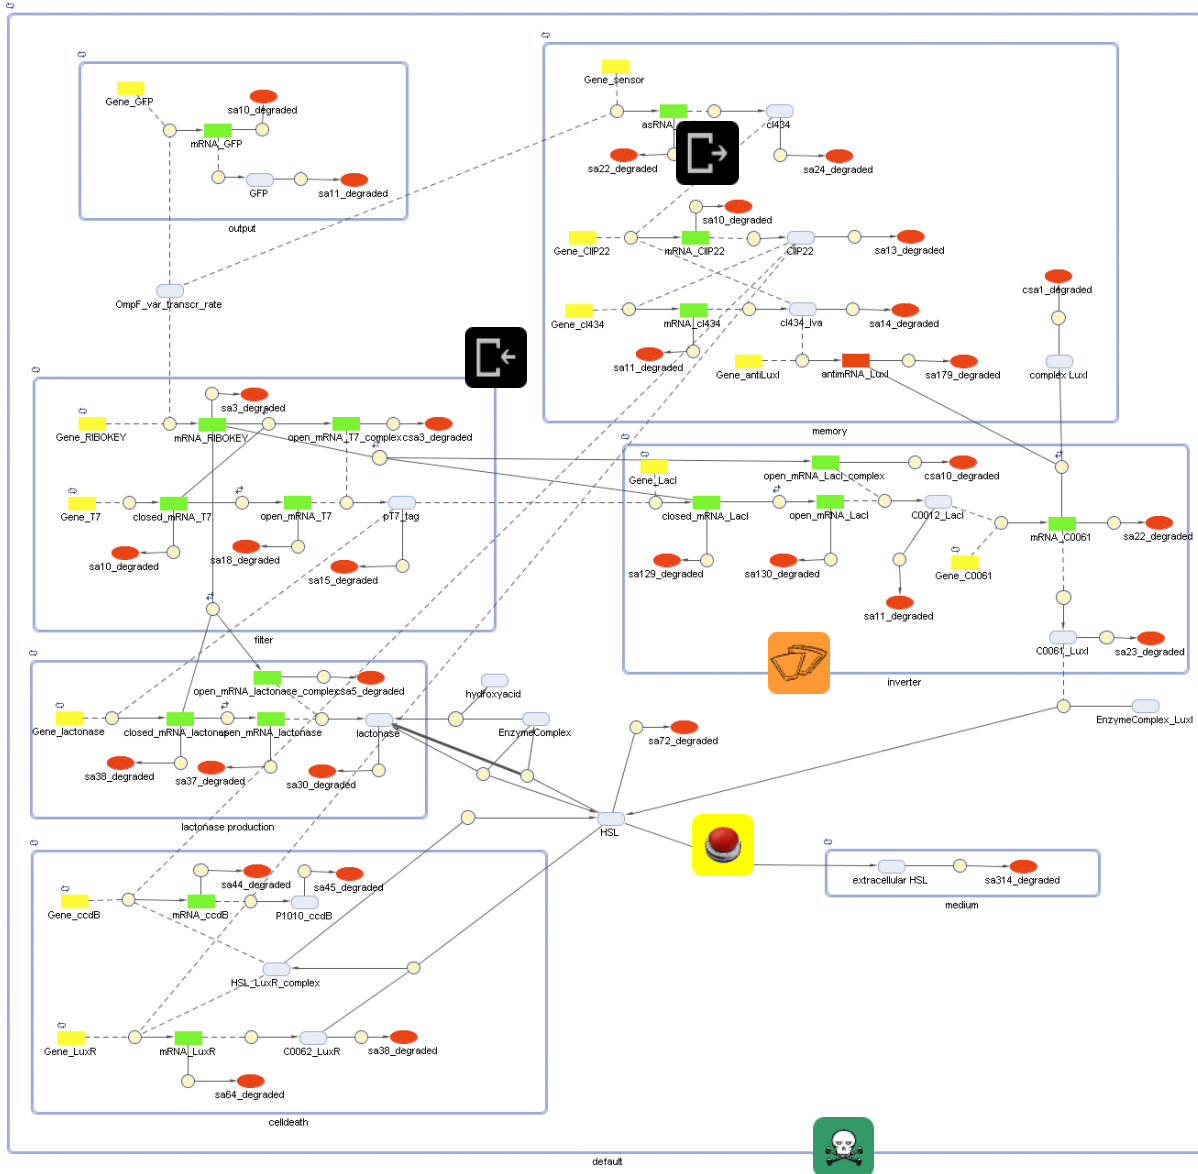 Gene_GFP
sa10_degraded
mRNA_GFP
GFP
sa11_degraded
output
OmpF_var_transcr_rate
Gene_sensor
asRNA_
cI434
sa22_degraded
sa24_degraded
sa10_degraded
Gene_CIIP22
mRNA_CIIP22
CIIP22
sa13_degraded
csa1_degraded
Gene_cI434
mRNA_cI434
cI434_lva
sa14_degraded
sa11_degraded
Gene_antiLuxI
antimRNA_LuxI
sa179_degraded
complex LuxI
memory
sa3_degraded
Gene_RIBOKEY
mRNA_RIBOKEY
open_mRNA_T7_complex
csa3_degraded
Gene_T7
closed_mRNA_T7
open_mRNA_T7
pT7_tag
sa10_degraded
sa18_degraded
sa15_degraded
filter
Gene_LacI
open_mRNA_LacI_complex
csa10_degraded
closed_mRNA_LacI
open_mRNA_LacI
C0012_LacI
mRNA_C0061
sa22_degraded
sa129_degraded
sa130_degraded
Gene_C0061
sa11_degraded
C0061_LuxI
sa23_degraded
inverter
open_mRNA_lactonase_complex
csa5_degraded
hydroxyacid
Gene_lactonase
closed_mRNA_lactonase
open_mRNA_lactonase
lactonase
EnzymeComplex
EnzymeComplex_LuxI
sa38_degraded
sa37_degraded
sa30_degraded
sa72_degraded
lactonase production
HSL
sa44_degraded
sa45_degraded
extracellular HSL
sa314_degraded
medium
Gene_ccdB
mRNA_ccdB
P1010_ccdB
HSL_LuxR_complex
Gene_LuxR
mRNA_LuxR
C0062_LuxR
sa38_degraded
sa64_degraded
celldeath
default